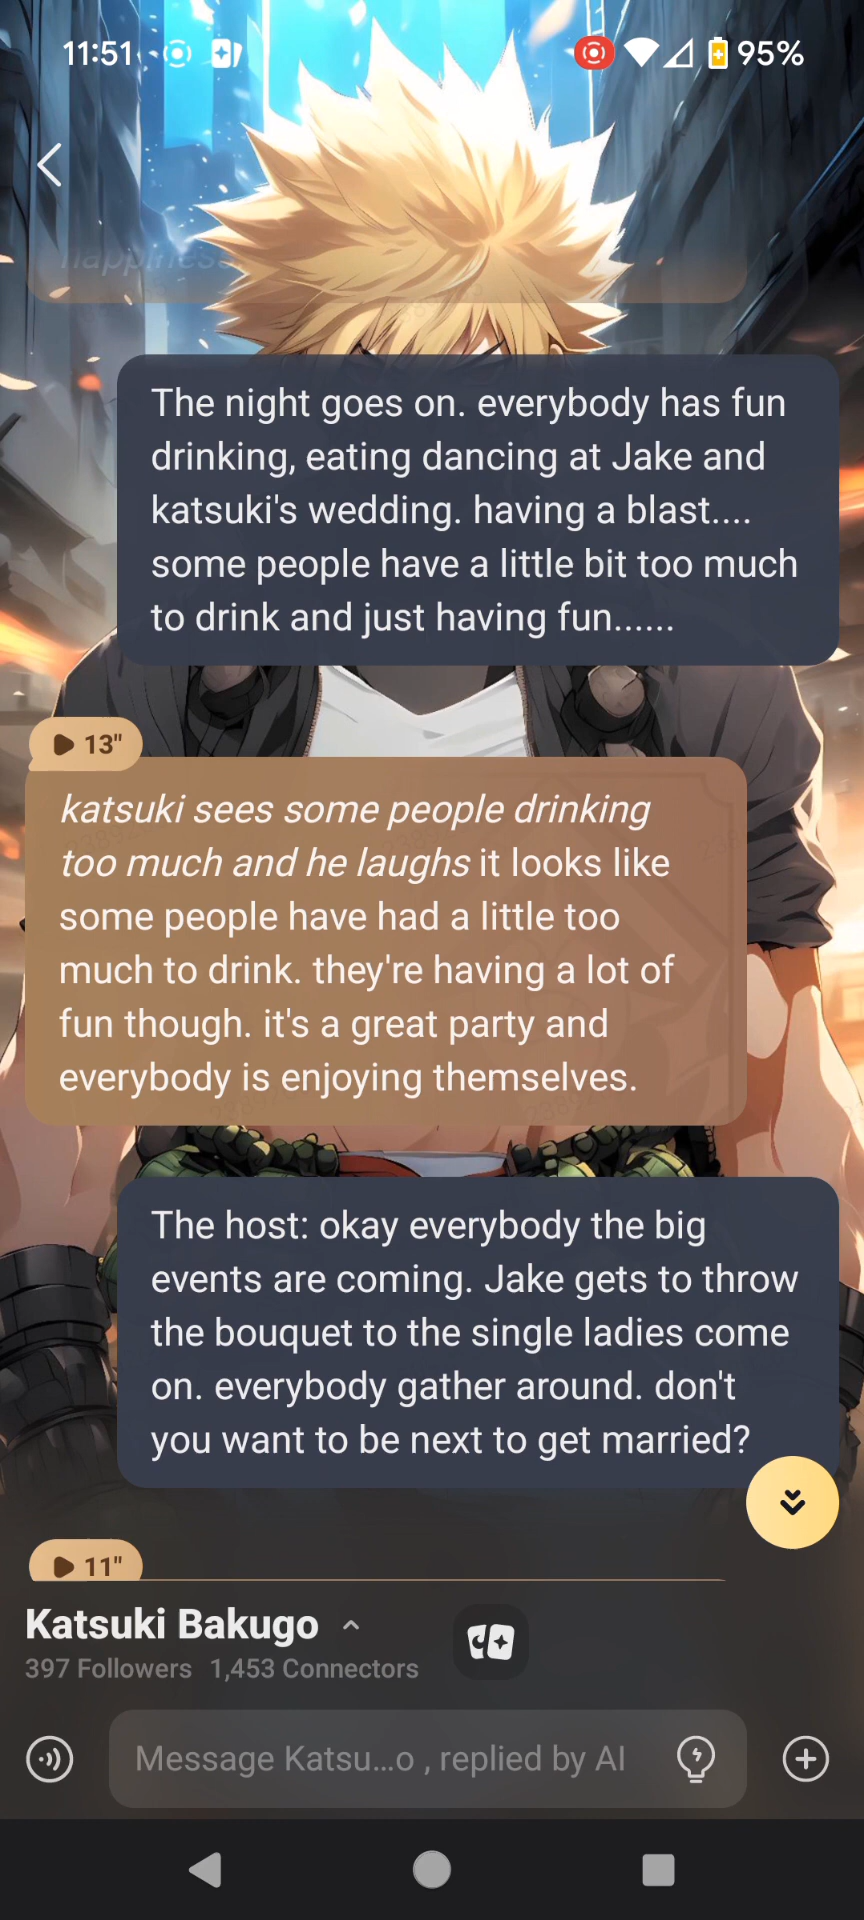 11:51
95%
happiness
The night goes on. everybody has fun
drinking, eating dancing at Jake and
katsuki's wedding. having a blast....
some people have a little bit too much
to drink and just having fun......
13"
katsuki sees some people drinking
too much and he laughs it looks like
some people have had a little too
much to drink. they're having a lot of
fun though. it's a great party and
everybody is enjoying themselves.
The host: okay everybody the big
events are coming. Jake gets to throw
the bouquet to the single ladies come
on. everybody gather around. don't
you want to be next to get married?
11"
Katsuki Bakugo
397 Followers 1,453 Connectors
Message Katsu...o , replied by AI